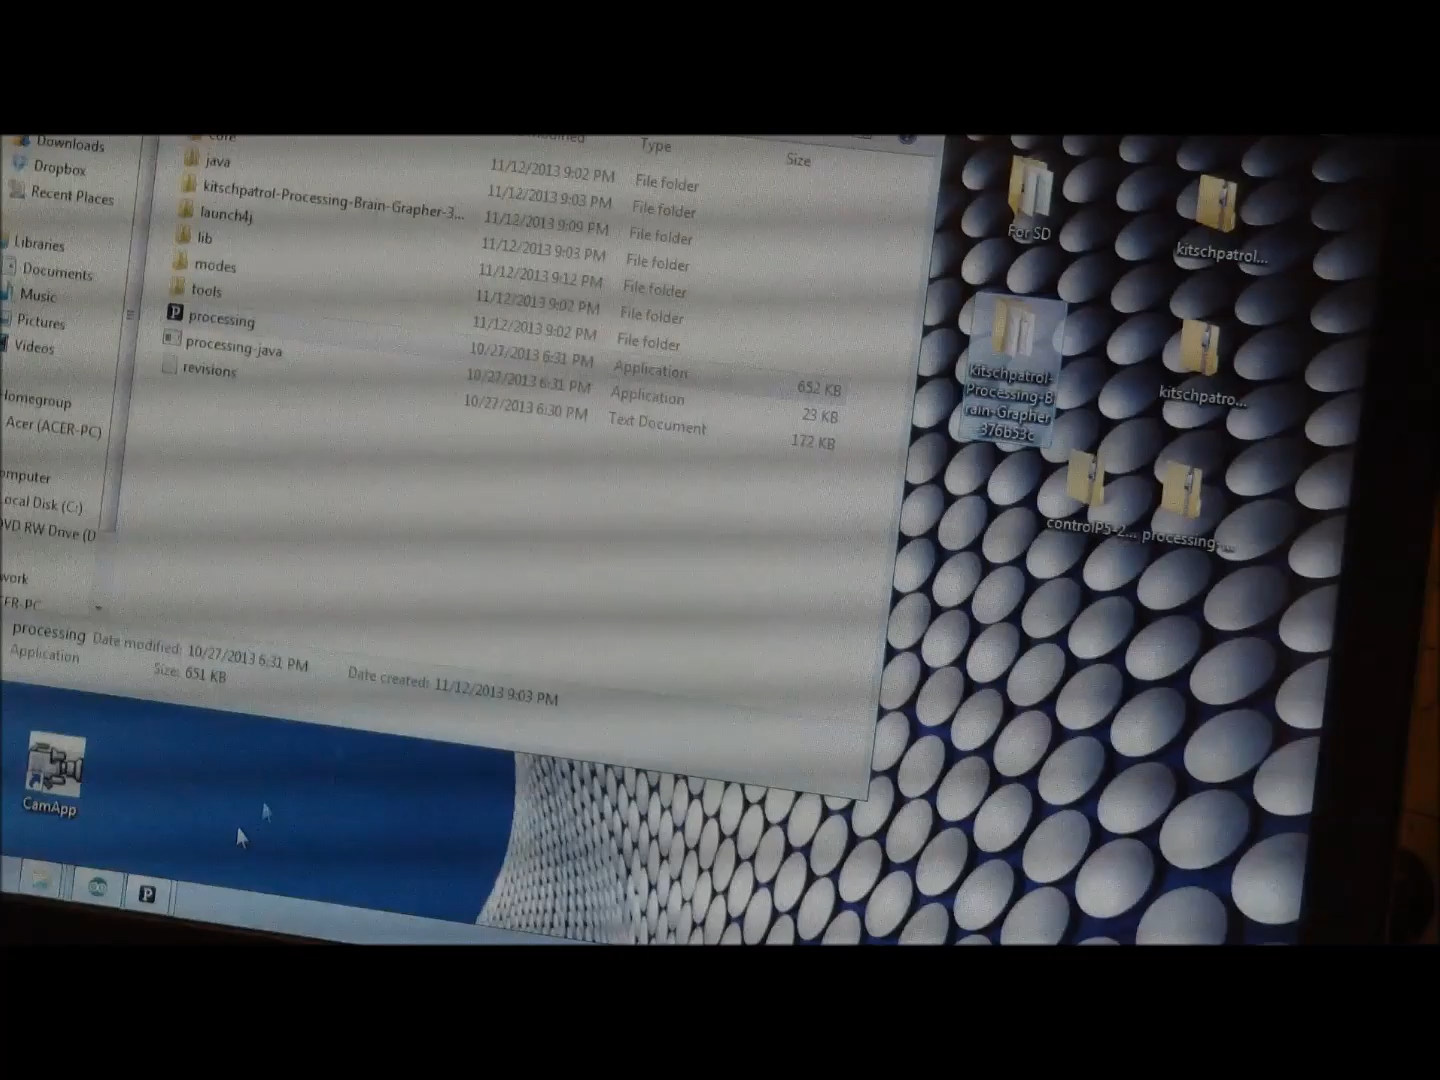 Downloads
Dropbox
Recent Places
Libraries
Documents
Music
Pictures
Videos
Homegroup
Acer (ACER-PC)
omputer
ocal Disk (C:)
VD RW Drive (D
work
ER-PC
modified Type Size
core 11/12/2013 9:02 PM File folder
java 11/12/2013 9:03 PM File folder
kitschpatrol-Processing-Brain-Grapher-3... 11/12/2013 9:09 PM File folder
launch4j 11/12/2013 9:03 PM File folder
lib 11/12/2013 9:12 PM File folder
modes 11/12/2013 9:02 PM File folder
tools 11/12/2013 9:02 PM File folder
processing 10/27/2013 6:31 PM Application 652 KB
processing-java 10/27/2013 6:31 PM Application 23 KB
revisions 10/27/2013 6:30 PM Text Document 172 KB
processing Date modified: 10/27/2013 6:31 PM Date created: 11/12/2013 9:03 PM
Application Size: 651 KB
For SD
kitschpatrol...
kitschpatrol-
Processing-B
rain-Grapher
376b53c
kitschpatro...
controlP5-2...
processing-...
CamApp
P